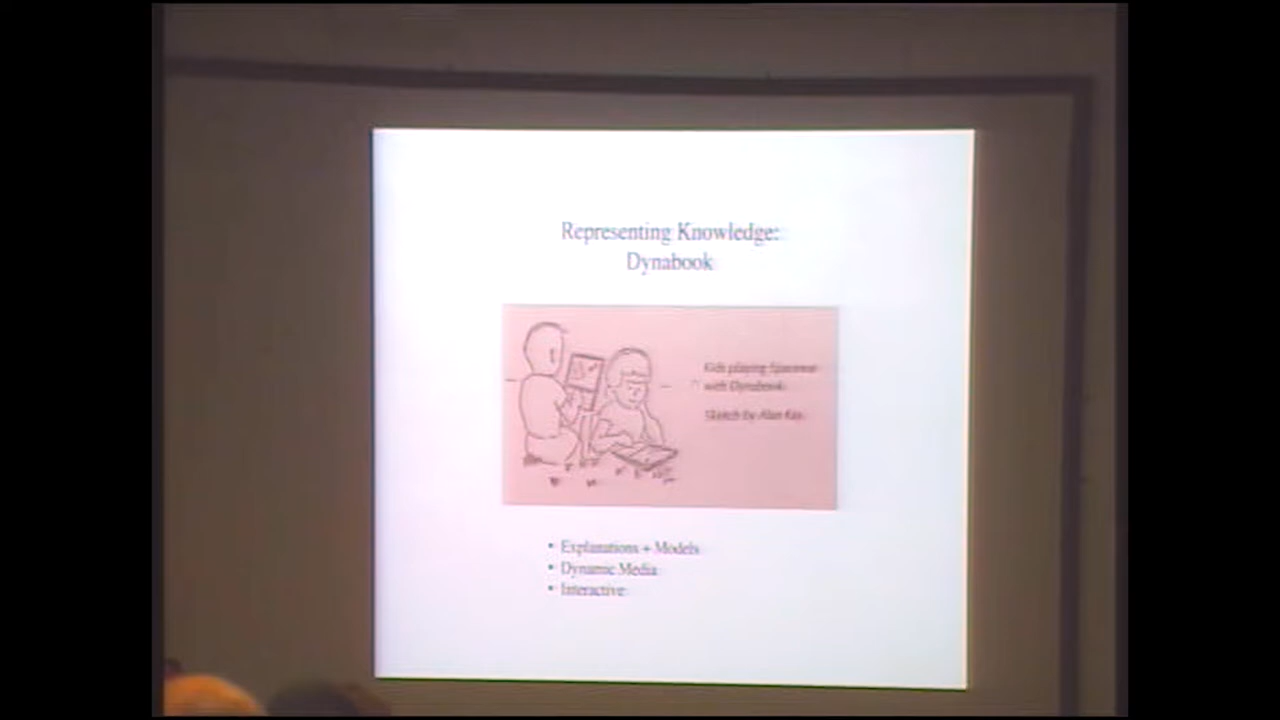 Representing Knowledge:
Dynabook
Kids playing Spacewar
with Dynabook.
Sketch by Alan Kay.
• Explanations + Models
• Dynamic Media
• Interactive